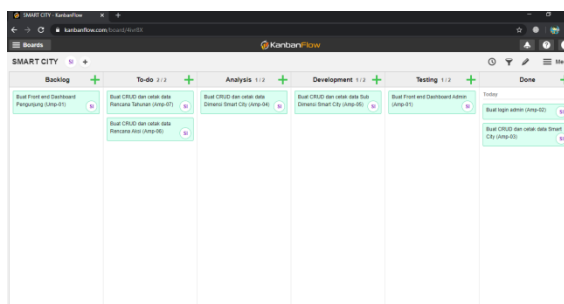 SMART CITY - KanbanFlow
kanbanflow.com/board/4ivr8X
Boards
KanbanFlow
SMART CITY
Backlog
To-do 2 / 2
Analysis 1 / 2
Development 1 / 2
Testing 1 / 2
Done
Buat Front end Dashboard
Pengunjung (Amp-01)
Buat CRUD dan cetak data
Rencana Tahunan (Amp-07)
Buat CRUD dan cetak data
Rencana Aksi (Amp-06)
Buat CRUD dan cetak data
Dimensi Smart City (Amp-04)
Buat CRUD dan cetak data Sub
Dimensi Smart City (Amp-05)
Buat Front end Dashboard Admin
(Amp-01)
Today
Buat login admin (Amp-02)
Buat CRUD dan cetak data Smart
City (Amp-03)